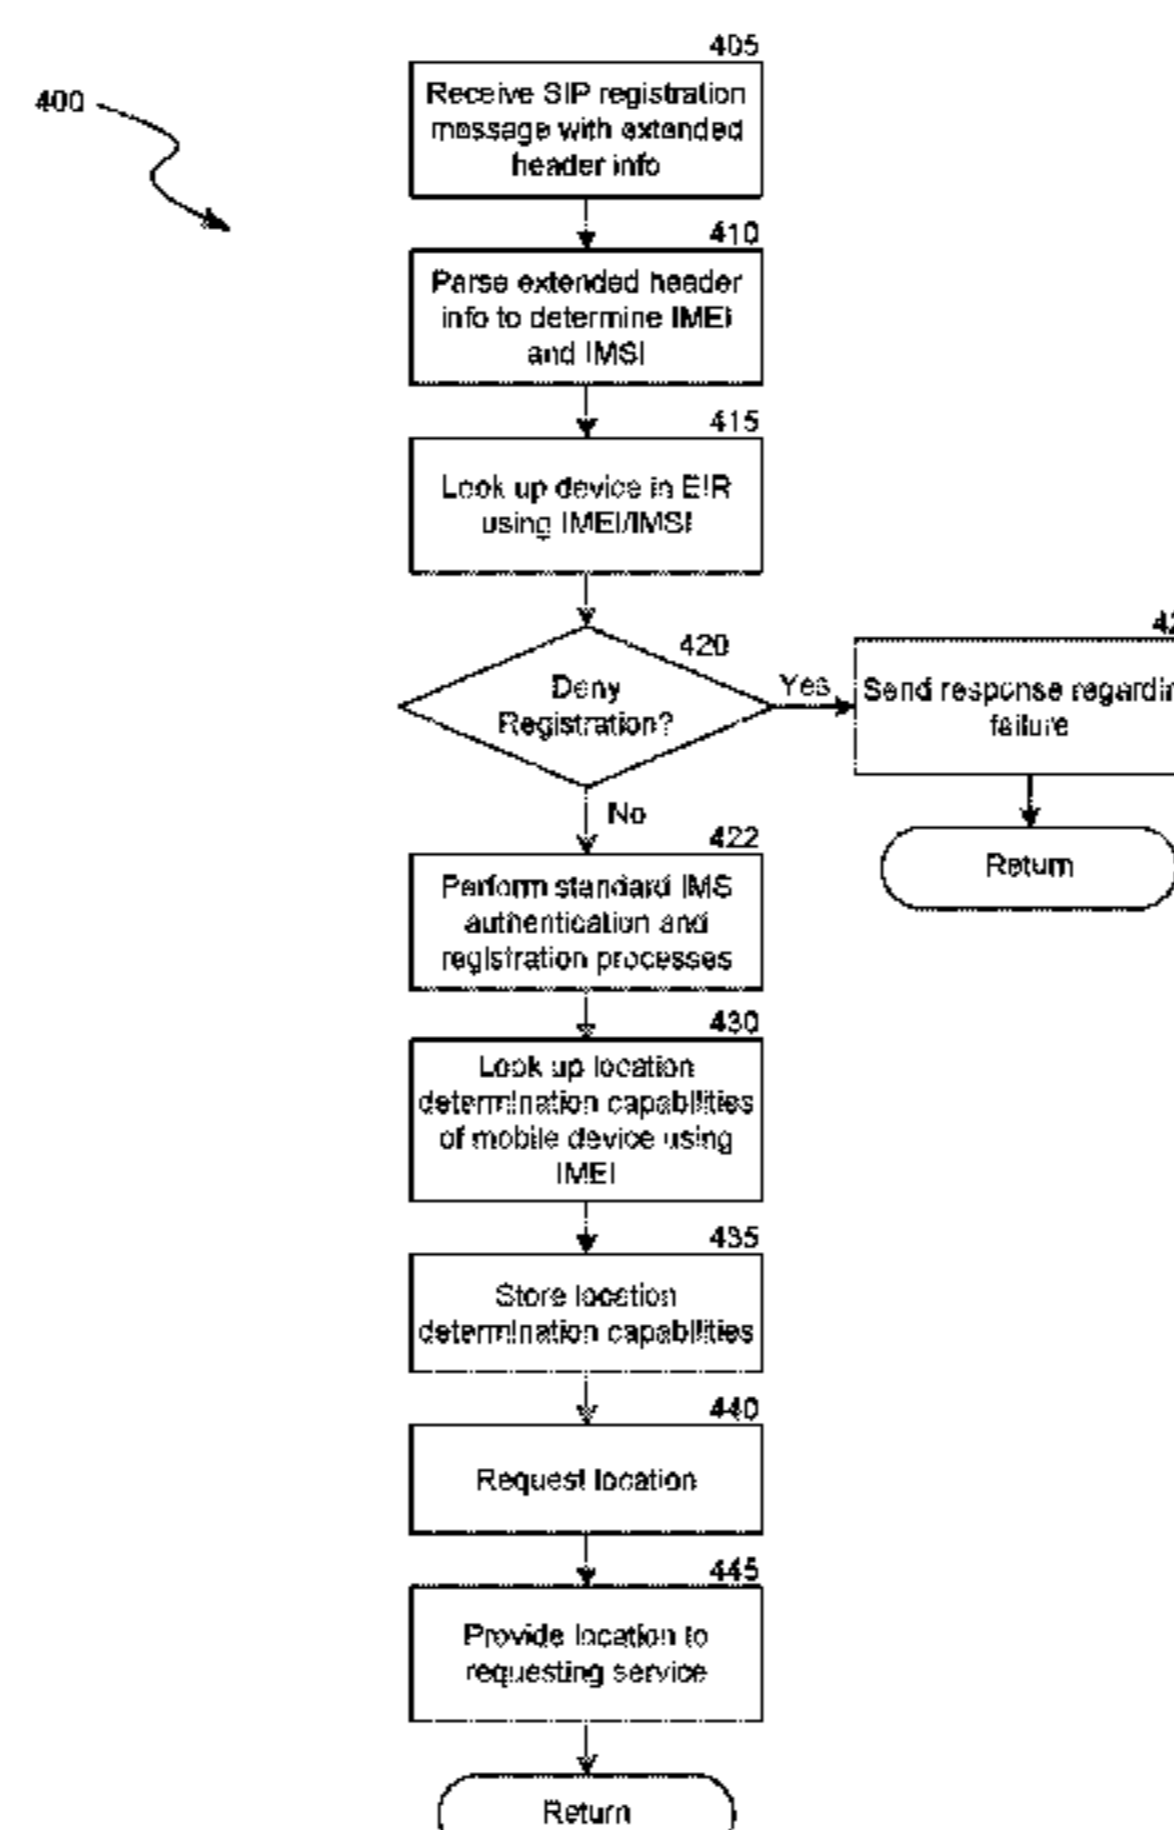 405
400
Receive SIP registration
message with extended
header info
410
Parse extended header
info to determine IMEI
and IMSI
415
Look up device in EIR
using IMEI/IMSI
420
Deny
Registration?
Yes
Send response
failure
Return
No
422
Perform standard IMS
authentication and
registration processes
430
Look up location
determination capabilities
of mobile device using
IMEI
435
Store location
determination capabilities
440
Request location
445
Provide location to
requesting service
Return